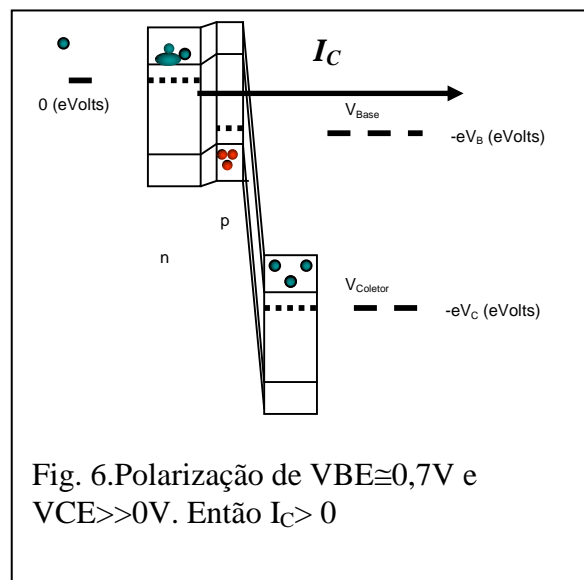 I_C
0 (eVolts)
V_Base
-eV_B (eVolts)
p
n
V_Coletor
-eV_C (eVolts)
Fig. 6.Polarização de VBE≅0,7V e
VCE>>0V. Então I_C> 0